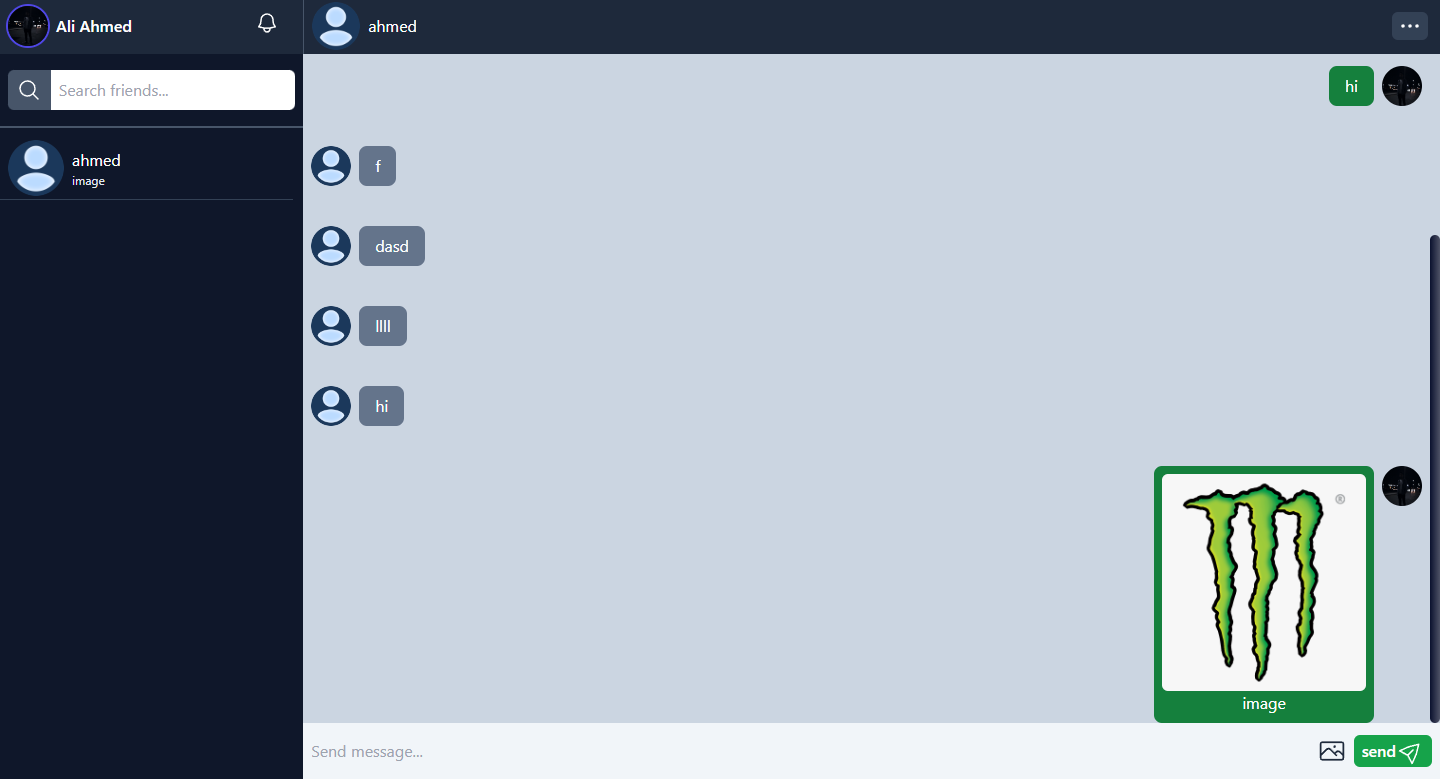 Ali Ahmed
Search friends...
ahmed
image
ahmed
hi
f
dasd
llll
hi
®
image
Send message...
send